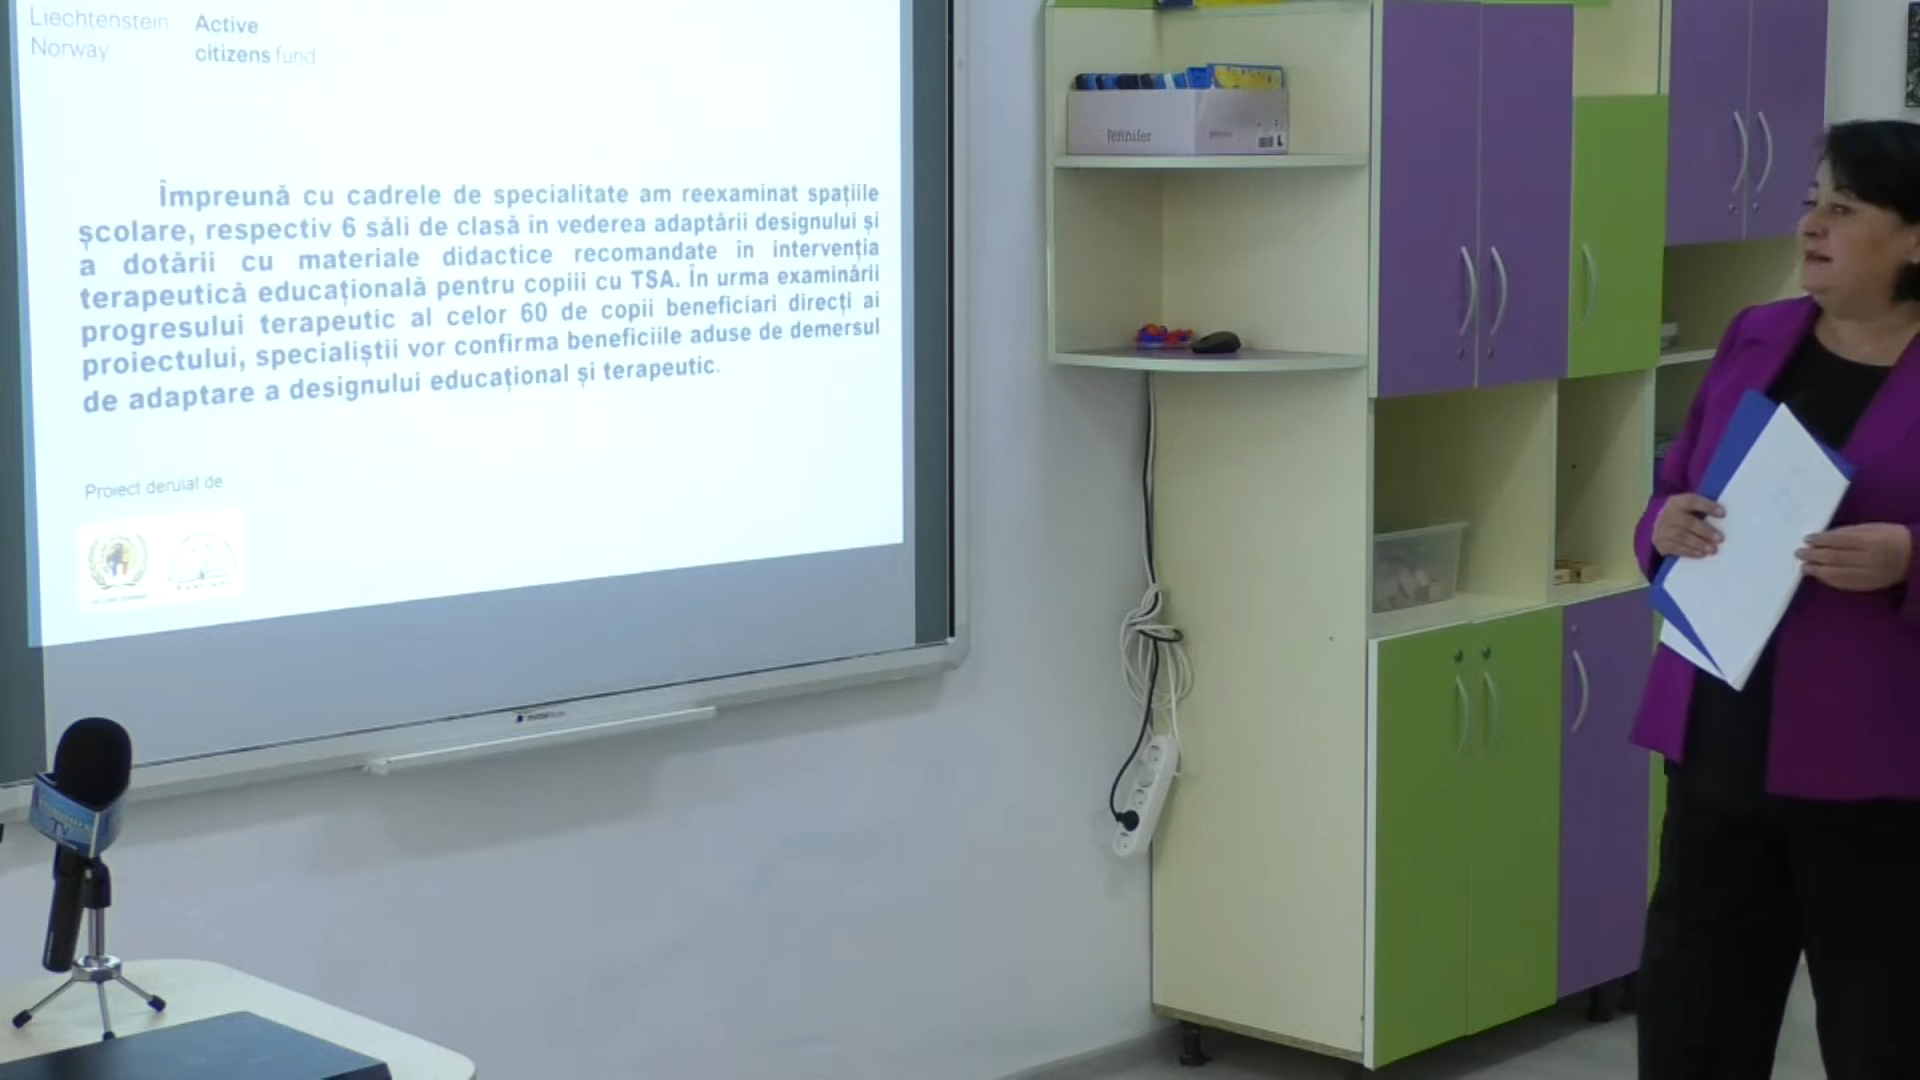 Liechtenstein
Norway
Active
citizens fund
Împreună cu cadrele de specialitate am reexaminat spațiile
școlare, respectiv 6 săli de clasă în vederea adaptării designului și
a dotării cu materiale didactice recomandate în intervenția
terapeutică educațională pentru copiii cu TSA. În urma examinării
progresului terapeutic al celor 60 de copii beneficiari direcți ai
proiectului, specialiștii vor confirma beneficiile aduse de demersul
de adaptare a designului educațional și terapeutic.
Proiect derulat de
Jennifer
TV